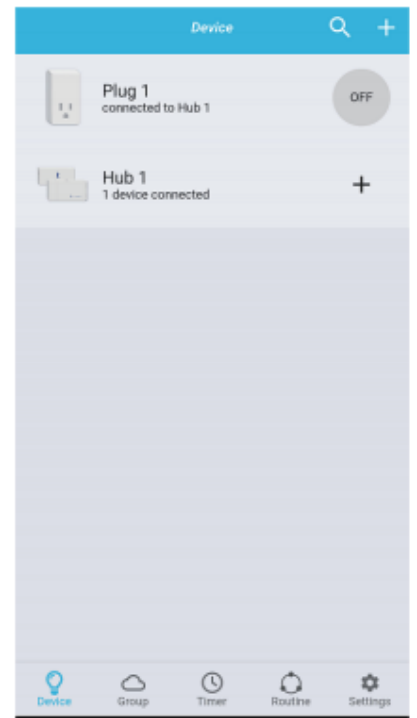 Device
Plug 1
connected to Hub 1
OFF
Hub 1
1 device connected
Device
Group
Timer
Routine
Settings